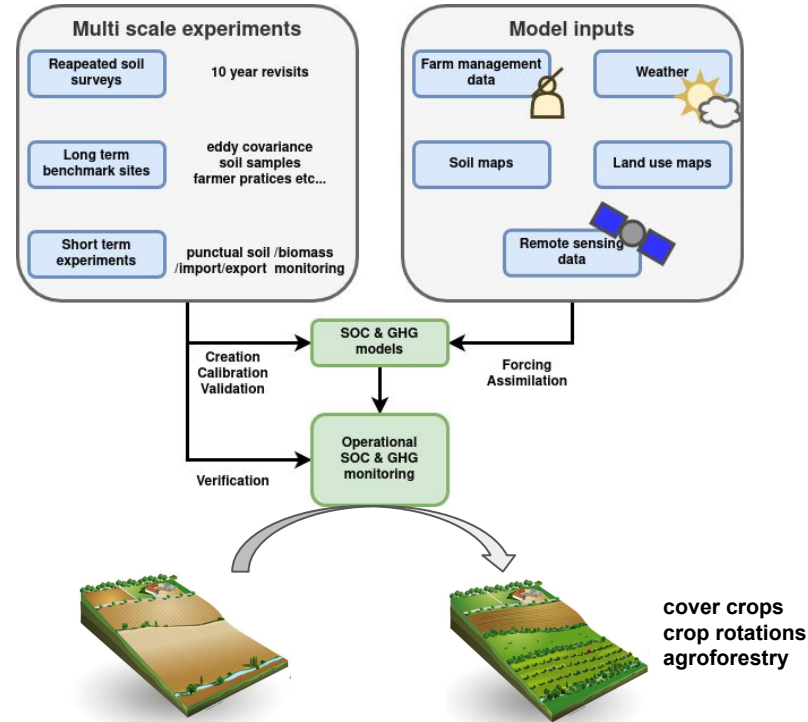 Multi scale experiments
Reapeated soil
surveys
10 year revisits
Long term
benchmark sites
eddy covariance
soil samples
farmer pratices etc...
Short term
experiments
punctual soil /biomass
/import/export monitoring
Model inputs
Farm management
data
Weather
Soil maps
Land use maps
Remote sensing
data
SOC & GHG
models
Creation
Calibration
Validation
Forcing
Assimilation
Operational
SOC & GHG
monitoring
Verification
cover crops
crop rotations
agroforestry